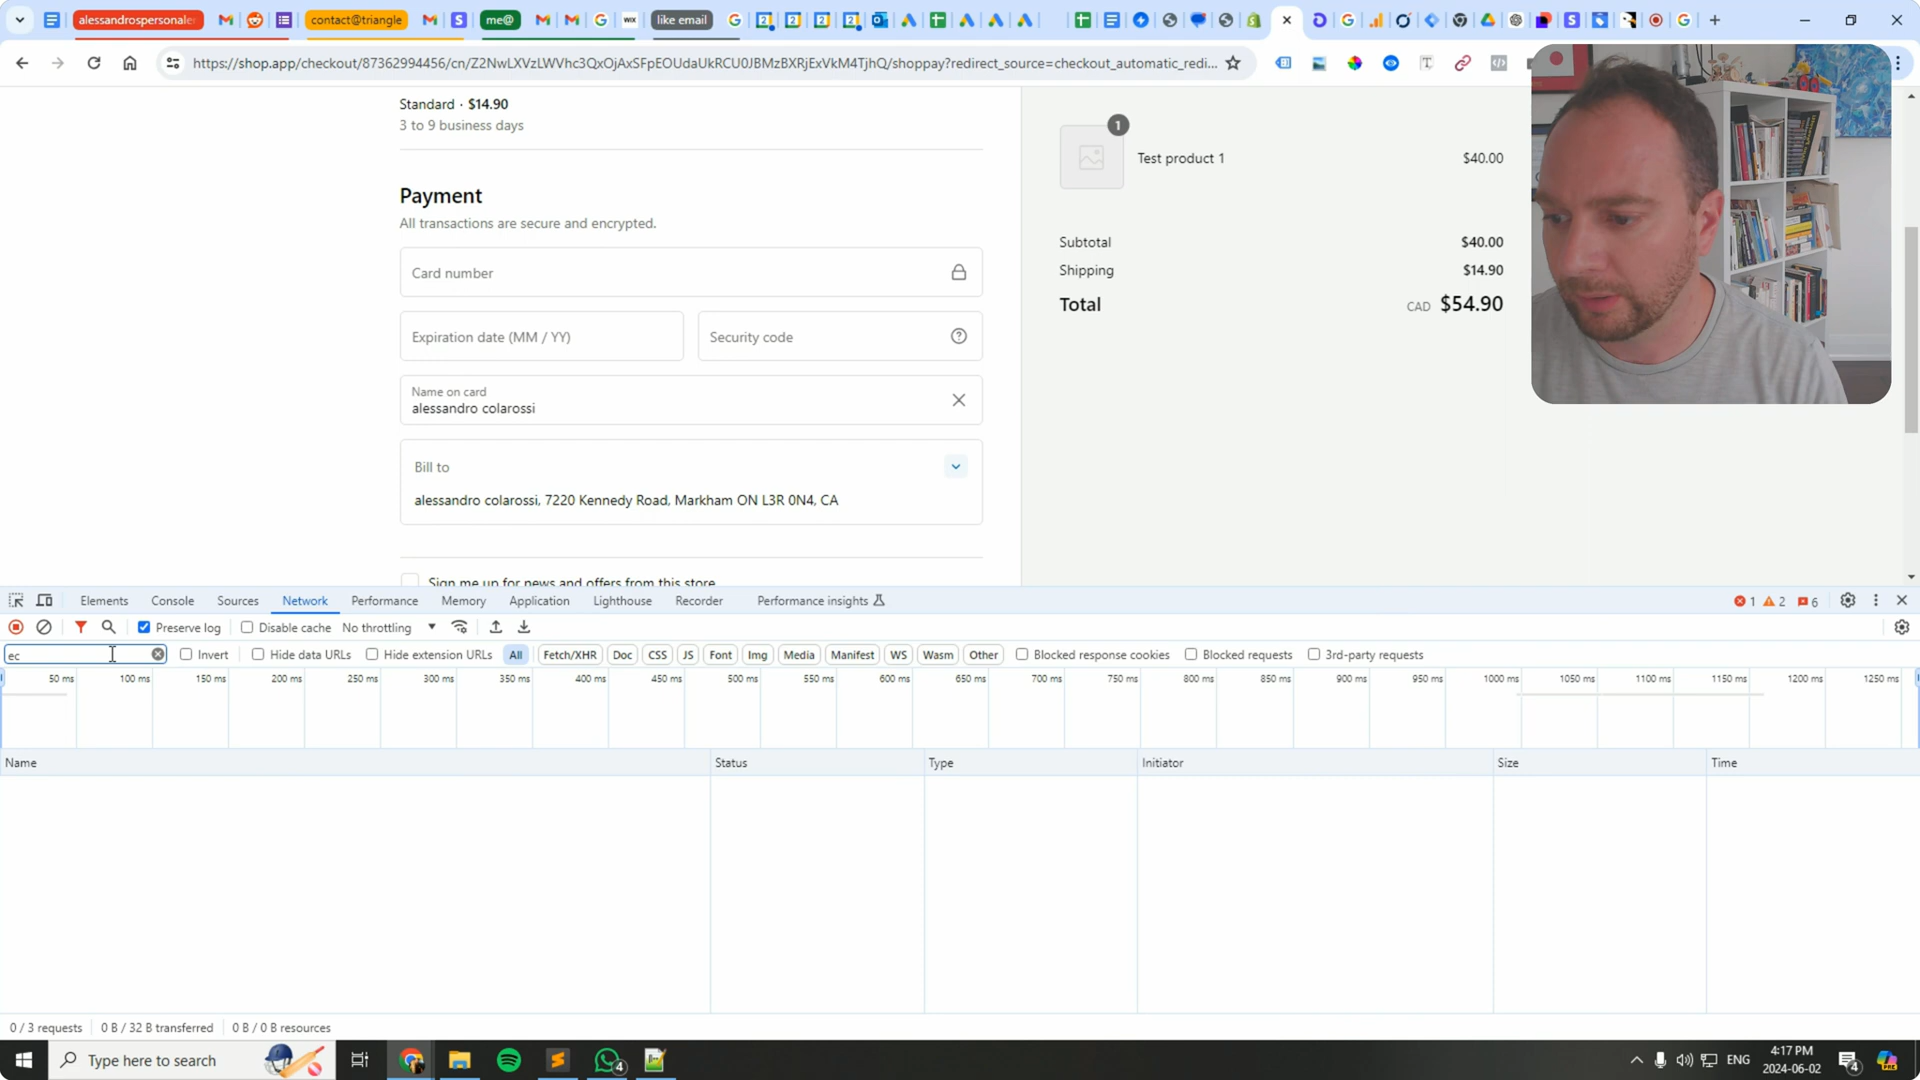 alessandrospersonale
contact@triangle
me@
WIX
like email
https://shop.app/checkout/87362994456/cn/Z2NwLXVzLWVhc3QxOjAxSFpEOUdaUkRCU0JBMzBXRjExVkM4TjhQ/shoppay?redirect_source=checkout_automatic_redi...
Standard · $14.90
3 to 9 business days
Payment
All transactions are secure and encrypted.
Card number
Expiration date (MM / YY)
Security code
Name on card
alessandro colarossi
Bill to
alessandro colarossi, 7220 Kennedy Road, Markham ON L3R 0N4, CA
Sign me up for news and offers from this store
1
Test product 1
$40.00
Subtotal
$40.00
Shipping
$14.90
Total
CAD $54.90
Elements Console Sources Network Performance Memory Application Lighthouse Recorder Performance insights
1 2 6
Preserve log Disable cache No throttling
ec
Invert Hide data URLs Hide extension URLs All Fetch/XHR Doc CSS JS Font Img Media Manifest WS Wasm Other Blocked response cookies Blocked requests 3rd-party requests
50 ms 100 ms 150 ms 200 ms 250 ms 300 ms 350 ms 400 ms 450 ms 500 ms 550 ms 600 ms 650 ms 700 ms 750 ms 800 ms 850 ms 900 ms 950 ms 1000 ms 1050 ms 1100 ms 1150 ms 1200 ms 1250 ms
Name Status Type Initiator Size Time
0 / 3 requests 0 B / 32 B transferred 0 B / 0 B resources
Type here to search
4
ENG
4:17 PM
2024-06-02
4